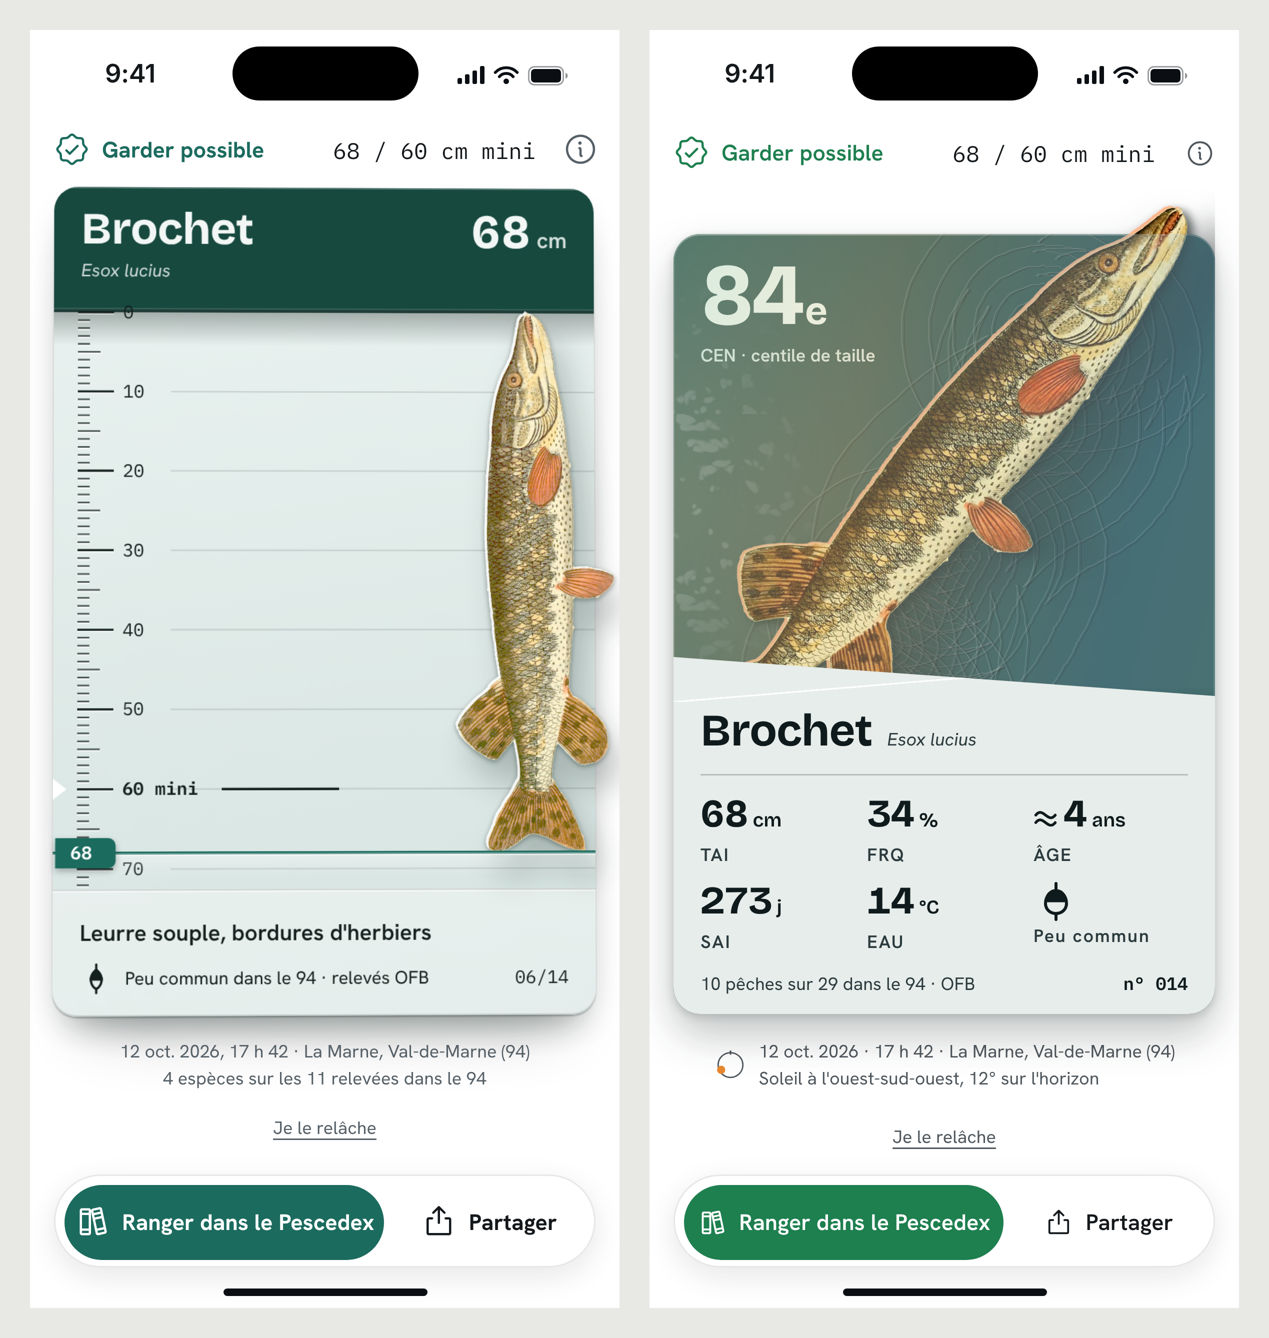 9:41
Garder possible 68 / 60 cm mini
Brochet 68 cm
Esox lucius
0
10
20
30
40
50
60 mini
68
70
Leurre souple, bordures d'herbiers
Peu commun dans le 94 · relevés OFB 06/14
12 oct. 2026, 17 h 42 · La Marne, Val-de-Marne (94)
4 espèces sur les 11 relevées dans le 94
Je le relâche
Ranger dans le Pescedex Partager
9:41
Garder possible 68 / 60 cm mini
84e
CEN · centile de taille
Brochet Esox lucius
68 cm 34 % ≈ 4 ans
TAI FRQ ÂGE
273 j 14 °C
SAI EAU Peu commun
10 pêches sur 29 dans le 94 · OFB n° 014
12 oct. 2026 · 17 h 42 · La Marne, Val-de-Marne (94)
Soleil à l'ouest-sud-ouest, 12° sur l'horizon
Je le relâche
Ranger dans le Pescedex Partager